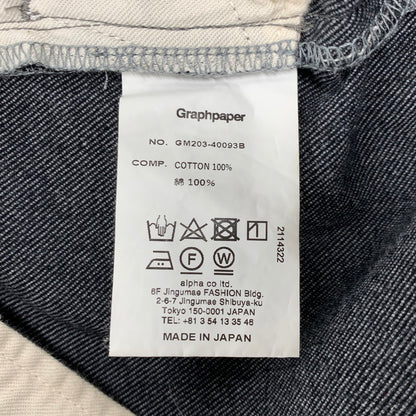 Graphpaper
NO. GM203-40093B
COMP. COTTON 100%
綿 100%
2114322
alpha co ltd.
6F Jingumae FASHION Bldg.
2-6-7 Jingumae Shibuya-ku
Tokyo 150-0001 JAPAN
TEL: +81 3 54 13 35 46
MADE IN JAPAN